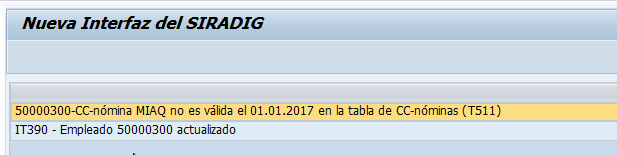 Nueva Interfaz del SIRADIG
50000300-CC-nómina MIAQ no es válida el 01.01.2017 en la tabla de CC-nóminas (T511)
IT390 - Empleado 50000300 actualizado